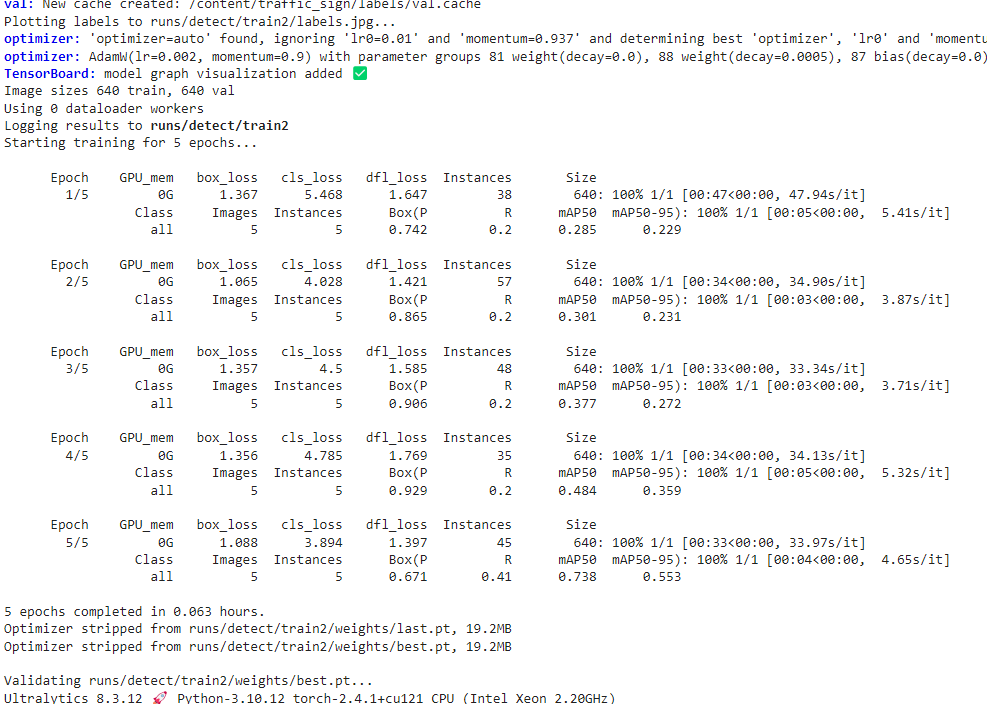 val: New cache created: /content/traffic_sign/labels/val.cache
Plotting labels to runs/detect/train2/labels.jpg...
optimizer: 'optimizer=auto' found, ignoring 'lr0=0.01' and 'momentum=0.937' and determining best 'optimizer', 'lr0' and 'momentu
optimizer: AdamW(lr=0.002, momentum=0.9) with parameter groups 81 weight(decay=0.0), 88 weight(decay=0.0005), 87 bias(decay=0.0)
TensorBoard: model graph visualization added ✅
Image sizes 640 train, 640 val
Using 0 dataloader workers
Logging results to runs/detect/train2
Starting training for 5 epochs...
Epoch GPU_mem box_loss cls_loss dfl_loss Instances Size
1/5 0G 1.367 5.468 1.647 38 640: 100% 1/1 [00:47<00:00, 47.94s/it]
Class Images Instances Box(P R mAP50 mAP50-95): 100% 1/1 [00:05<00:00, 5.41s/it]
all 5 5 0.742 0.2 0.285 0.229
Epoch GPU_mem box_loss cls_loss dfl_loss Instances Size
2/5 0G 1.065 4.028 1.421 57 640: 100% 1/1 [00:34<00:00, 34.90s/it]
Class Images Instances Box(P R mAP50 mAP50-95): 100% 1/1 [00:03<00:00, 3.87s/it]
all 5 5 0.865 0.2 0.301 0.231
Epoch GPU_mem box_loss cls_loss dfl_loss Instances Size
3/5 0G 1.357 4.5 1.585 48 640: 100% 1/1 [00:33<00:00, 33.34s/it]
Class Images Instances Box(P R mAP50 mAP50-95): 100% 1/1 [00:03<00:00, 3.71s/it]
all 5 5 0.906 0.2 0.377 0.272
Epoch GPU_mem box_loss cls_loss dfl_loss Instances Size
4/5 0G 1.356 4.785 1.769 35 640: 100% 1/1 [00:34<00:00, 34.13s/it]
Class Images Instances Box(P R mAP50 mAP50-95): 100% 1/1 [00:05<00:00, 5.32s/it]
all 5 5 0.929 0.2 0.484 0.359
Epoch GPU_mem box_loss cls_loss dfl_loss Instances Size
5/5 0G 1.088 3.894 1.397 45 640: 100% 1/1 [00:33<00:00, 33.97s/it]
Class Images Instances Box(P R mAP50 mAP50-95): 100% 1/1 [00:04<00:00, 4.65s/it]
all 5 5 0.671 0.41 0.738 0.553
5 epochs completed in 0.063 hours.
Optimizer stripped from runs/detect/train2/weights/last.pt, 19.2MB
Optimizer stripped from runs/detect/train2/weights/best.pt, 19.2MB
Validating runs/detect/train2/weights/best.pt...
Ultralytics 8.3.12 🚀 Python-3.10.12 torch-2.4.1+cu121 CPU (Intel Xeon 2.20GHz)